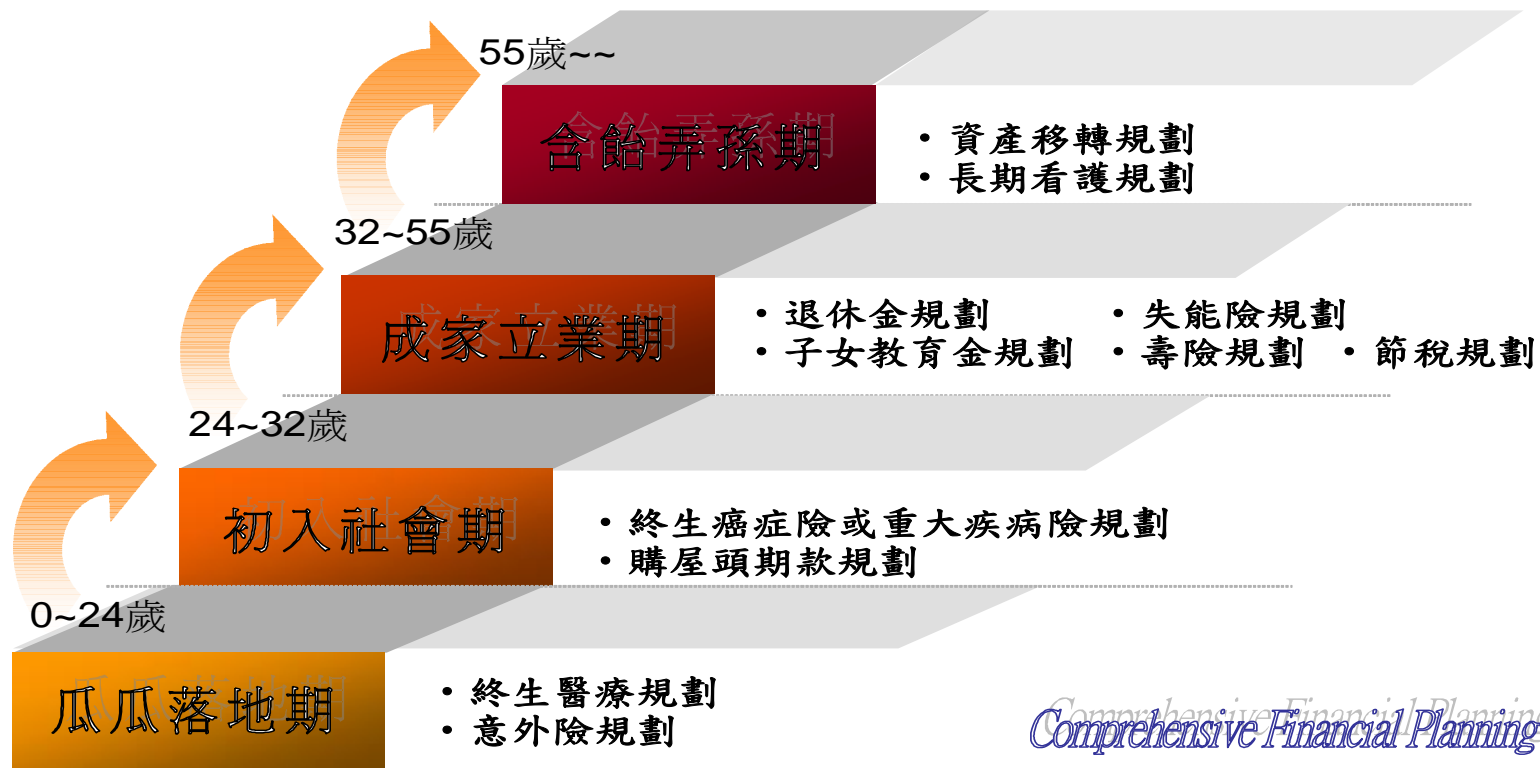 55歲~~
含飴弄孫期
・資產移轉規劃
・長期看護規劃
32~55歲
成家立業期
・退休金規劃 ・失能險規劃
・子女教育金規劃 ・壽險規劃 ・節稅規劃
24~32歲
初入社會期
・終生癌症險或重大疾病險規劃
・購屋頭期款規劃
0~24歲
瓜瓜落地期
・終生醫療規劃
・意外險規劃
Comprehensive Financial Planning